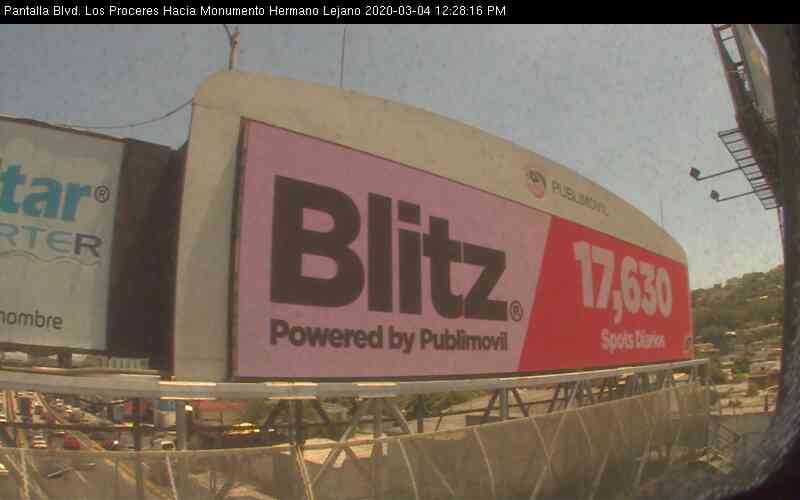 Pantalla Blvd. Los Proceres Hacia Monumento Hermano Lejano 2020-03-04 12:28:16 PM
tar®
RTER
nombre
PUBLIMOVIL
Blitz®
Powered by Publimovil
17,630
Spots Diarios